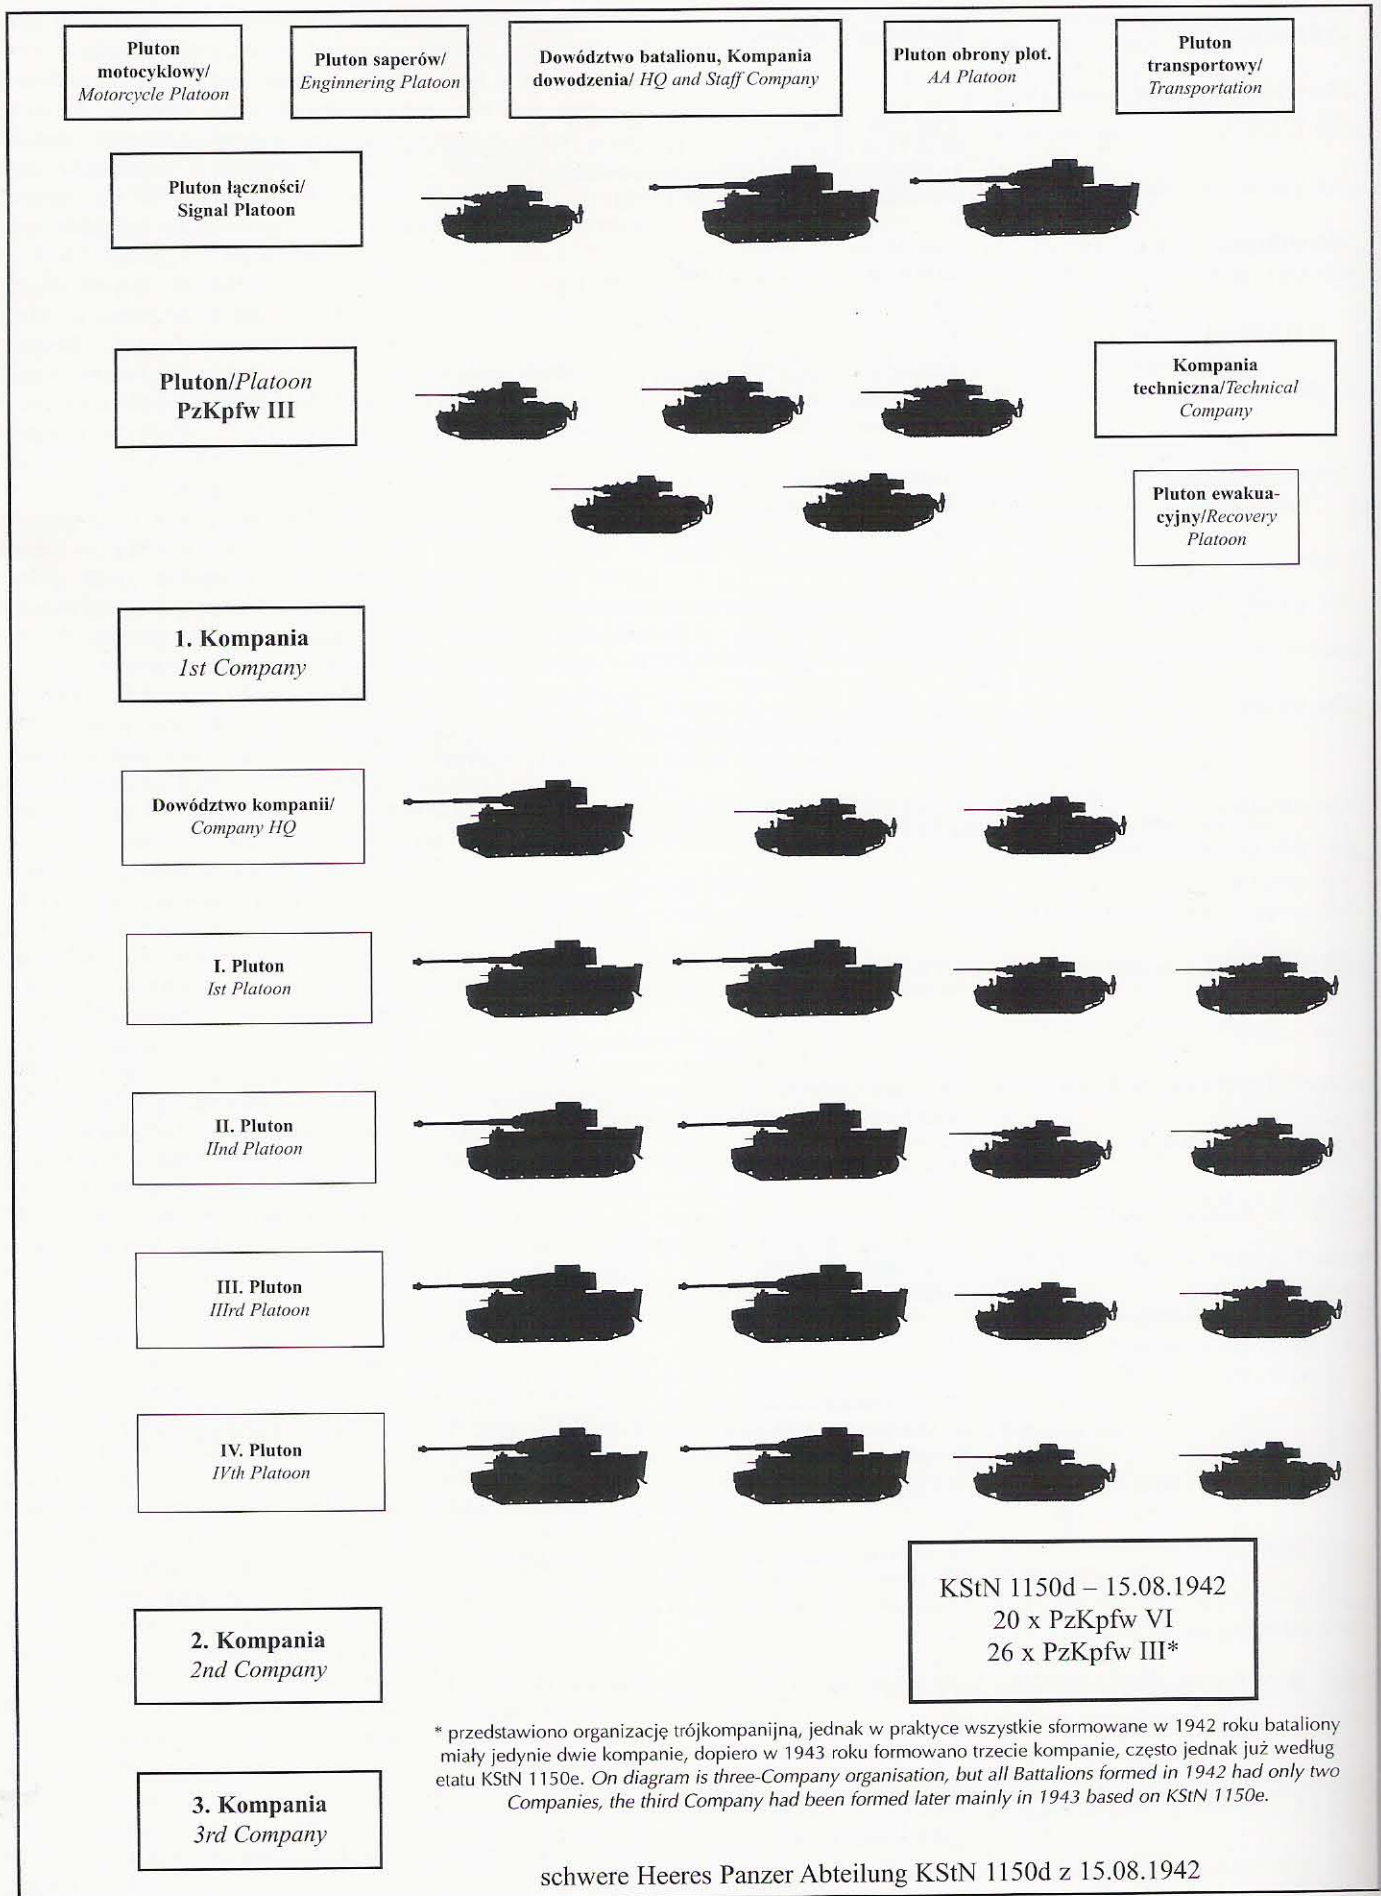 Pluton
motocyklowy/
Motorcycle Platoon
Pluton saperów/
Enginnering Platoon
Dowództwo batalionu, Kompania
dowodzenia/ HQ and Staff Company
Pluton obrony plot.
AA Platoon
Pluton
transportowy/
Transportation
Pluton łączności/
Signal Platoon
Pluton/Platoon
PzKpfw III
Kompania
techniczna/Technical
Company
Pluton ewakua-
cyjny/Recovery
Platoon
1. Kompania
1st Company
Dowództwo kompanii/
Company HQ
I. Pluton
Ist Platoon
II. Pluton
IInd Platoon
III. Pluton
IIIrd Platoon
IV. Pluton
IVth Platoon
KStN 1150d – 15.08.1942
20 x PzKpfw VI
26 x PzKpfw III*
2. Kompania
2nd Company
* przedstawiono organizację trójkompanijną, jednak w praktyce wszystkie sformowane w 1942 roku bataliony
miały jedynie dwie kompanie, dopiero w 1943 roku formowano trzecie kompanie, często jednak już według
etatu KStN 1150e. On diagram is three-Company organisation, but all Battalions formed in 1942 had only two
Companies, the third Company had been formed later mainly in 1943 based on KStN 1150e.
3. Kompania
3rd Company
schwere Heeres Panzer Abteilung KStN 1150d z 15.08.1942